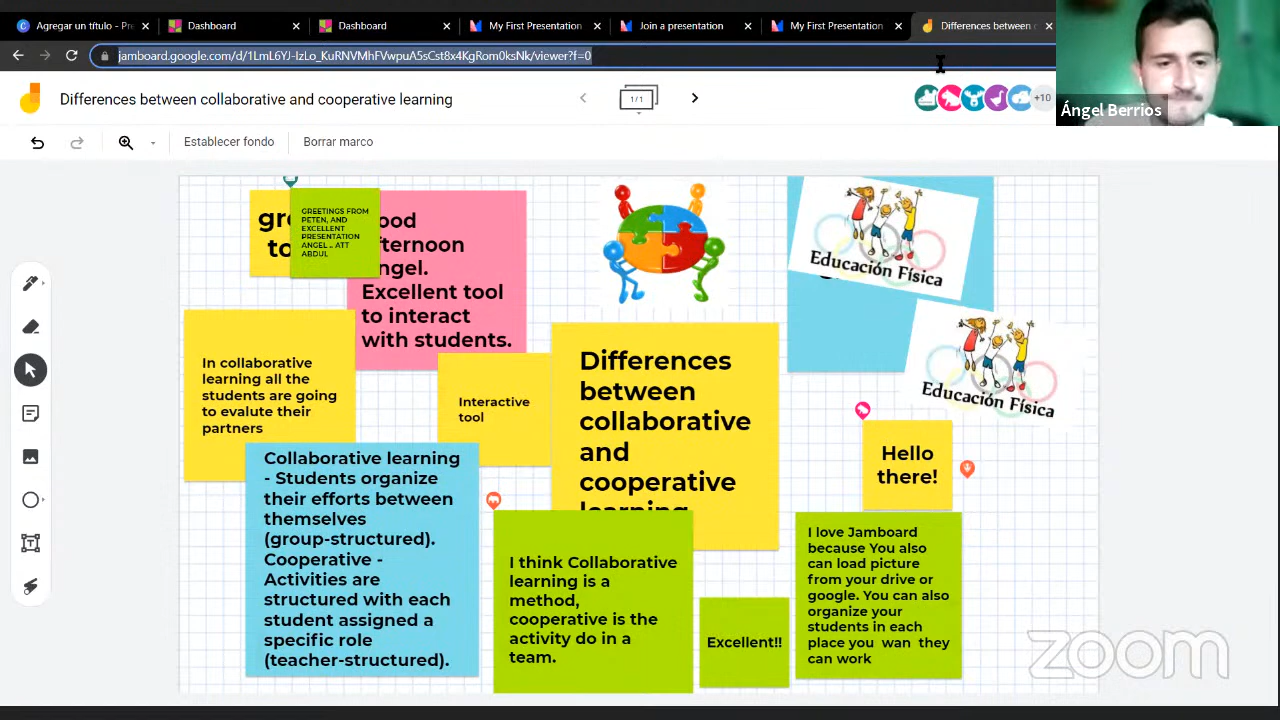 Agregar un título - Pre
Dashboard
Dashboard
My First Presentation
Join a presentation
My First Presentation
Differences between c
jamboard.google.com/d/1LmL6YJ-IzLo_KuRNVMhFVwpuA5sCst8x4KgRom0ksNk/viewer?f=0
Differences between collaborative and cooperative learning
1/1
+10
Ángel Berrios
Establecer fondo
Borrar marco
GREETINGS FROM
PETEN, AND
EXCELLENT
PRESENTATION
ANGEL .. ATT
ABDUL
ood
fternoon
ngel.
Excellent tool
to interact
with students.
Educación Física
Educación Física
In collaborative
learning all the
students are going
to evalute their
partners
Interactive
tool
Differences
between
collaborative
and
cooperative
learning
Hello
there!
Collaborative learning
- Students organize
their efforts between
themselves
(group-structured).
Cooperative -
Activities are
structured with each
student assigned a
specific role
(teacher-structured).
I think Collaborative
learning is a
method,
cooperative is the
activity do in a
team.
Excellent!!
I love Jamboard
because You also
can load picture
from your drive or
google. You can also
organize your
students in each
place you wan they
can work
zoom